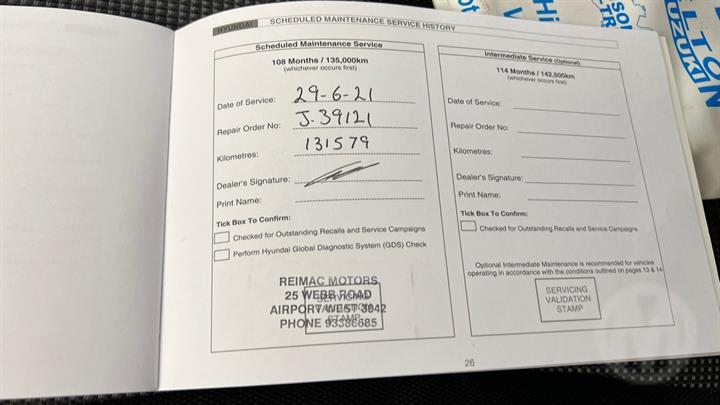 HYUNDAI SCHEDULED MAINTENANCE SERVICE HISTORY
Scheduled Maintenance Service
108 Months / 135,000km
(whichever occurs first)
Date of Service: 29-6-21
Repair Order No: J-39121
Kilometres: 131579
Dealer's Signature:
Print Name:
Tick Box To Confirm:
Checked for Outstanding Recalls and Service Campaigns
Perform Hyundai Global Diagnostic System (GDS) Check
REIMAC MOTORS
25 WEBB ROAD
AIRPORT WEST 3042
PHONE 93386685
SERVICING
VALIDATION
STAMP
Intermediate Service (Optional)
114 Months / 142,500km
(whichever occurs first)
Date of Service:
Repair Order No:
Kilometres:
Dealer's Signature:
Print Name:
Tick Box To Confirm:
Checked for Outstanding Recalls and Service Campaigns
Optional Intermediate Maintenance is recommended for vehicles
operating in accordance with the conditions outlined on pages 13 & 14
SERVICING
VALIDATION
STAMP
26